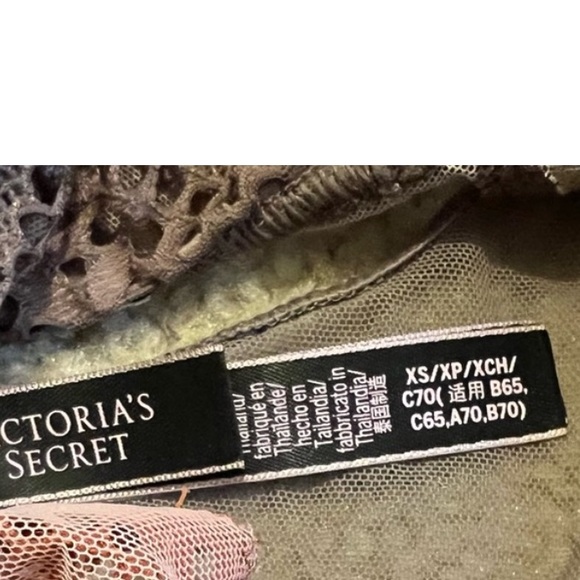 CTORIA'S
SECRET
fabriqué en
Thaïlande/
hecho en
Tailandia/
fabbricato in
Thailandia/
泰国制造
XS/XP/XCH/
C70( 适用 B65,
C65,A70,B70)